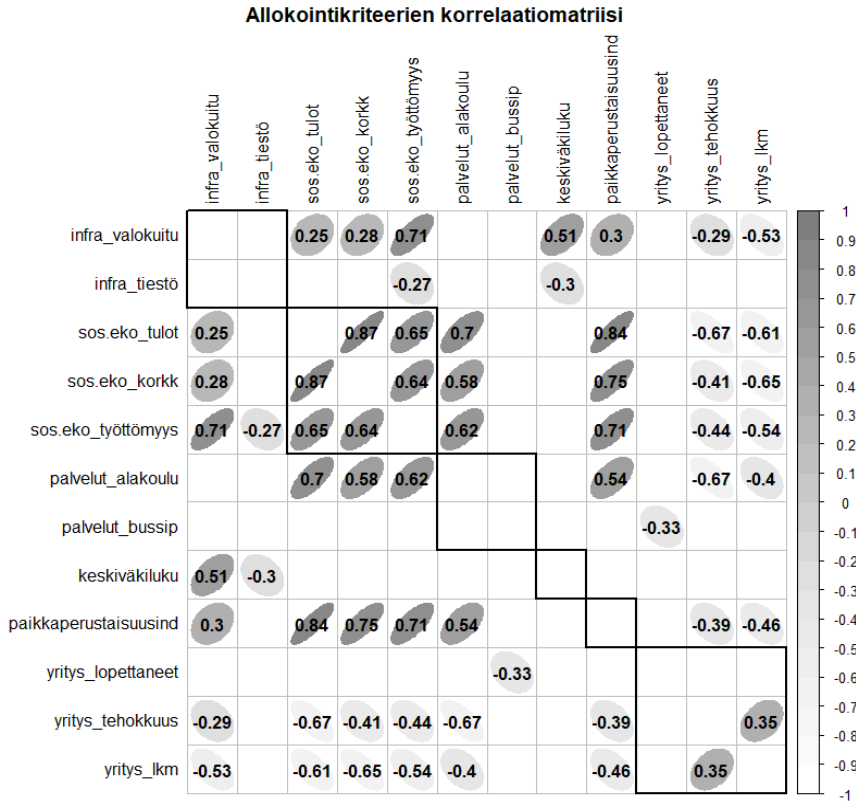 Allokointikriteerien korrelaatiomatriisi
infra_valokuitu infra_tiestö sos.eko_tulot sos.eko_korkk sos.eko_työttömyys palvelut_alakoulu palvelut_bussip keskiväkiluku paikkaperustaisuusind yritys_lopettaneet yritys_tehokkuus yritys_lkm
infra_valokuitu 0.25 0.28 0.71 0.51 0.3 -0.29 -0.53
infra_tiestö -0.27 -0.3
sos.eko_tulot 0.25 0.87 0.65 0.7 0.84 -0.67 -0.61
sos.eko_korkk 0.28 0.87 0.64 0.58 0.75 -0.41 -0.65
sos.eko_työttömyys 0.71 -0.27 0.65 0.64 0.62 0.71 -0.44 -0.54
palvelut_alakoulu 0.7 0.58 0.62 0.54 -0.67 -0.4
palvelut_bussip -0.33
keskiväkiluku 0.51 -0.3
paikkaperustaisuusind 0.3 0.84 0.75 0.71 0.54 -0.39 -0.46
yritys_lopettaneet -0.33
yritys_tehokkuus -0.29 -0.67 -0.41 -0.44 -0.67 -0.39 0.35
yritys_lkm -0.53 -0.61 -0.65 -0.54 -0.4 -0.46 0.35
1
0.9
0.8
0.7
0.6
0.5
0.4
0.3
0.2
0.1
0
-0.1
-0.2
-0.3
-0.4
-0.5
-0.6
-0.7
-0.8
-0.9
-1